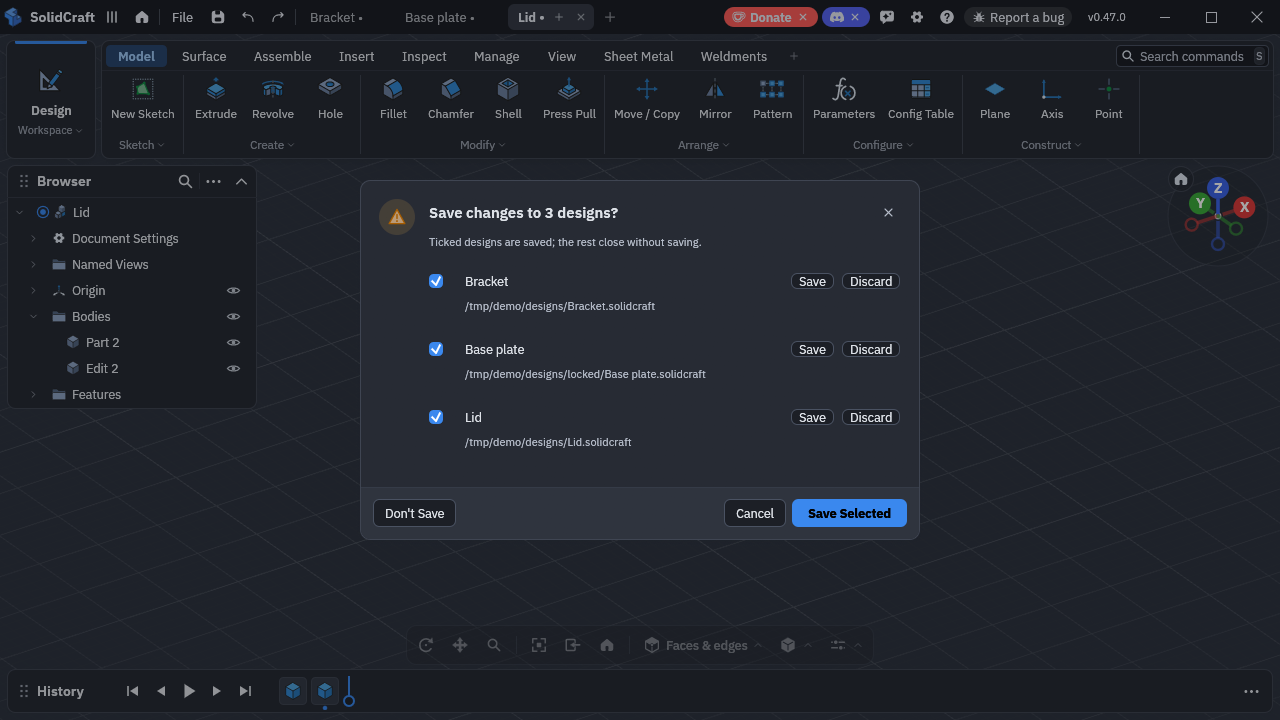 SolidCraft
File
Bracket •
Base plate •
Lid •
Donate
Report a bug
v0.47.0
Design
Workspace
Model
Surface
Assemble
Insert
Inspect
Manage
View
Sheet Metal
Weldments
Search commands
S
New Sketch
Extrude
Revolve
Hole
Fillet
Chamfer
Shell
Press Pull
Move / Copy
Mirror
Pattern
Parameters
Config Table
Plane
Axis
Point
Sketch
Create
Modify
Arrange
Configure
Construct
Browser
Lid
Document Settings
Named Views
Origin
Bodies
Part 2
Edit 2
Features
Z
Y
X
Save changes to 3 designs?
Ticked designs are saved; the rest close without saving.
Bracket
Save
Discard
/tmp/demo/designs/Bracket.solidcraft
Base plate
Save
Discard
/tmp/demo/designs/locked/Base plate.solidcraft
Lid
Save
Discard
/tmp/demo/designs/Lid.solidcraft
Don't Save
Cancel
Save Selected
Faces & edges
History